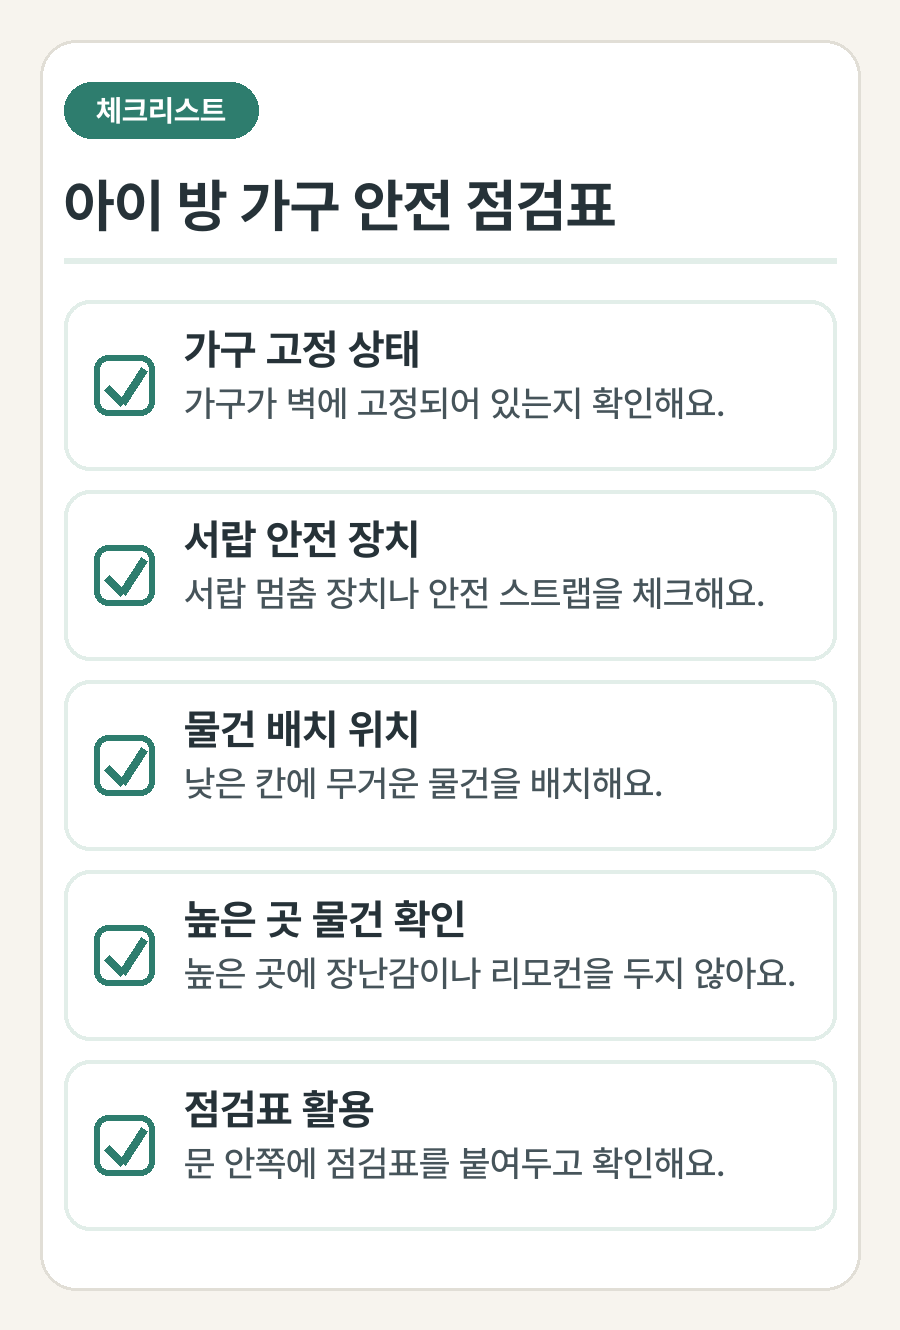 체크리스트
아이 방 가구 안전 점검표
가구 고정 상태
가구가 벽에 고정되어 있는지 확인해요.
서랍 안전 장치
서랍 멈춤 장치나 안전 스트랩을 체크해요.
물건 배치 위치
낮은 칸에 무거운 물건을 배치해요.
높은 곳 물건 확인
높은 곳에 장난감이나 리모컨을 두지 않아요.
점검표 활용
문 안쪽에 점검표를 붙여두고 확인해요.